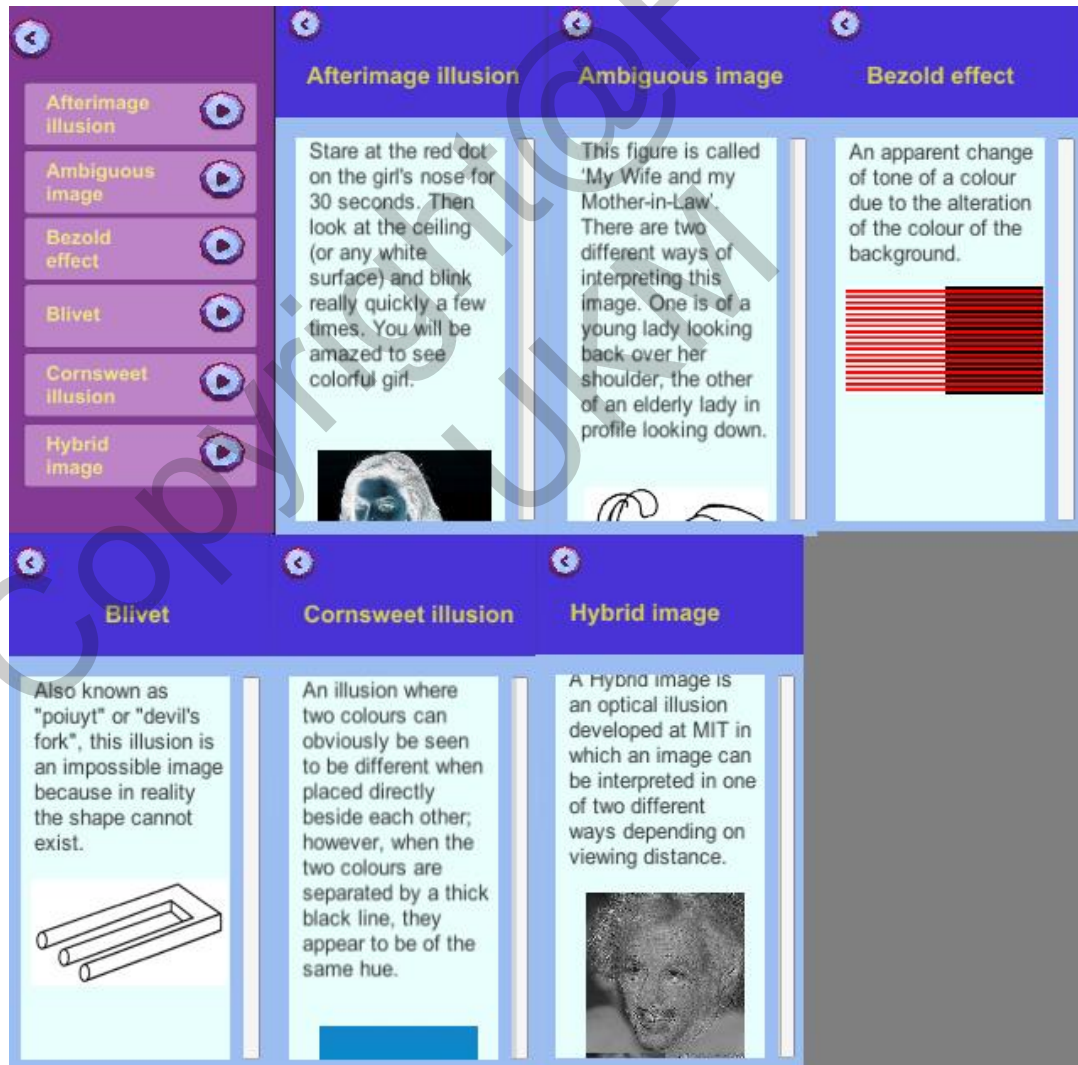 Afterimage
illusion
Ambiguous
image
Bezold
effect
Blivet
Cornsweet
illusion
Hybrid
image
Afterimage illusion
Stare at the red dot
on the girl's nose for
30 seconds. Then
look at the ceiling
(or any white
surface) and blink
really quickly a few
times. You will be
amazed to see
colorful girl.
Ambiguous image
This figure is called
'My Wife and my
Mother-in-Law'.
There are two
different ways of
interpreting this
image. One is of a
young lady looking
back over her
shoulder, the other
of an elderly lady in
profile looking down.
Bezold effect
An apparent change
of tone of a colour
due to the alteration
of the colour of the
background.
Blivet
Also known as
"poiuyt" or "devil's
fork", this illusion is
an impossible image
because in reality
the shape cannot
exist.
Cornsweet illusion
An illusion where
two colours can
obviously be seen
to be different when
placed directly
beside each other;
however, when the
two colours are
separated by a thick
black line, they
appear to be of the
same hue.
Hybrid image
A Hybrid image is
an optical illusion
developed at MIT in
which an image can
be interpreted in one
of two different
ways depending on
viewing distance.
Copyright@
UKM